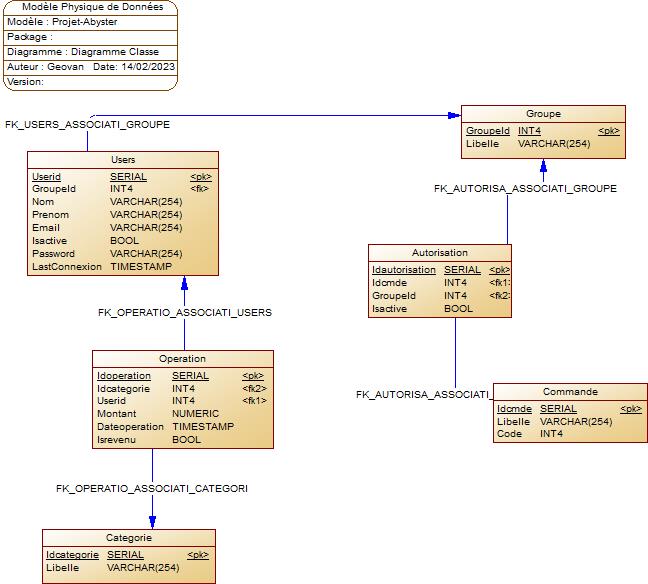 Modèle Physique de Données
Modèle : Projet-Abyster
Package :
Diagramme : Diagramme Classe
Auteur : Geovan Date: 14/02/2023
Version:
FK_USERS_ASSOCIATI_GROUPE
Groupe
GroupeId INT4 <pk>
Libelle VARCHAR(254)
Users
Userid SERIAL <pk>
GroupeId INT4 <fk>
Nom VARCHAR(254)
Prenom VARCHAR(254)
Email VARCHAR(254)
Isactive BOOL
Password VARCHAR(254)
LastConnexion TIMESTAMP
FK_AUTORISA_ASSOCIATI_GROUPE
Autorisation
Idautorisation SERIAL <pk>
Idcmde INT4 <fk1>
GroupeId INT4 <fk2>
Isactive BOOL
FK_OPERATIO_ASSOCIATI_USERS
Operation
Idoperation SERIAL <pk>
Idcategorie INT4 <fk2>
Userid INT4 <fk1>
Montant NUMERIC
Dateoperation TIMESTAMP
Isrevenu BOOL
FK_AUTORISA_ASSOCIATI_
Commande
Idcmde SERIAL <pk>
Libelle VARCHAR(254)
Code INT4
FK_OPERATIO_ASSOCIATI_CATEGORI
Categorie
Idcategorie SERIAL <pk>
Libelle VARCHAR(254)